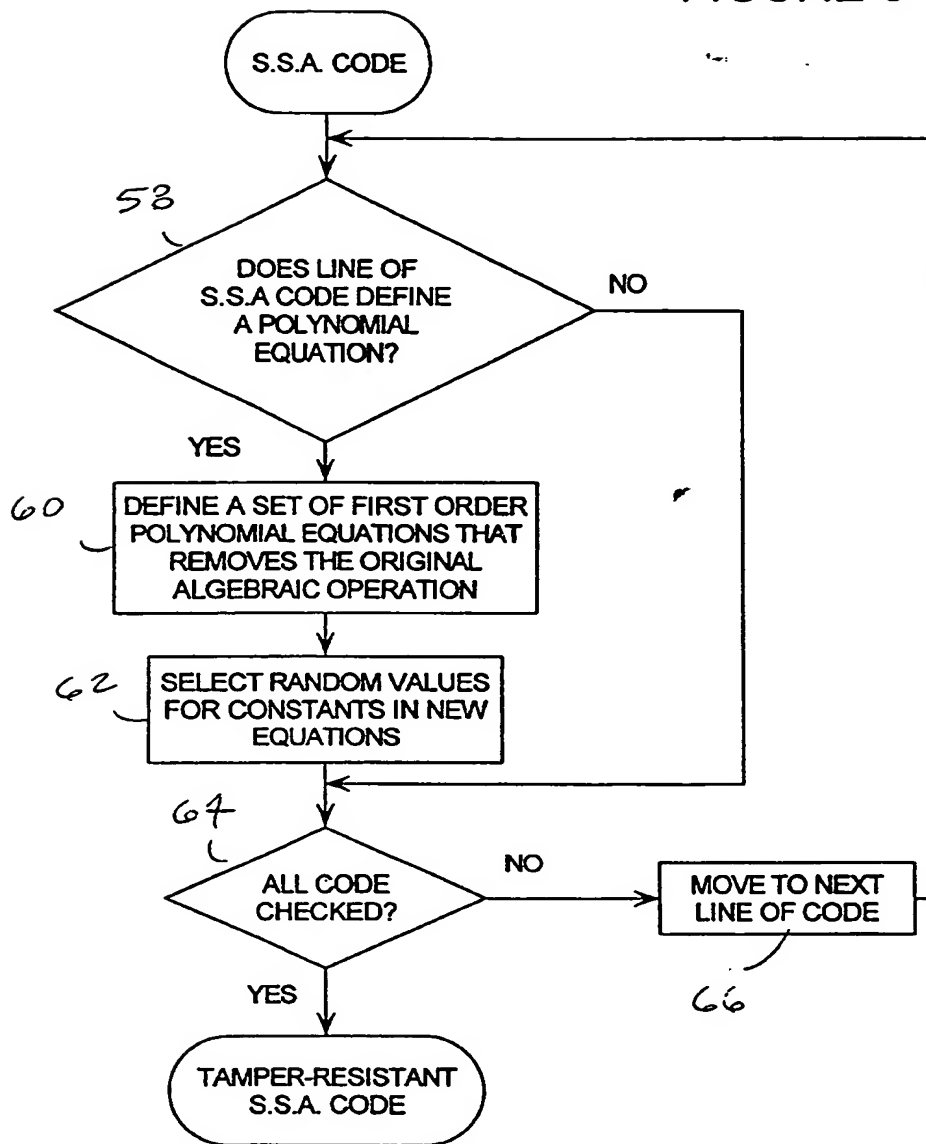 S.S.A. CODE
53
DOES LINE OF
S.S.A CODE DEFINE
A POLYNOMIAL
EQUATION?
NO
YES
60
DEFINE A SET OF FIRST ORDER
POLYNOMIAL EQUATIONS THAT
REMOVES THE ORIGINAL
ALGEBRAIC OPERATION
62
SELECT RANDOM VALUES
FOR CONSTANTS IN NEW
EQUATIONS
64
ALL CODE
CHECKED?
NO
MOVE TO NEXT
LINE OF CODE
66
YES
TAMPER-RESISTANT
S.S.A. CODE